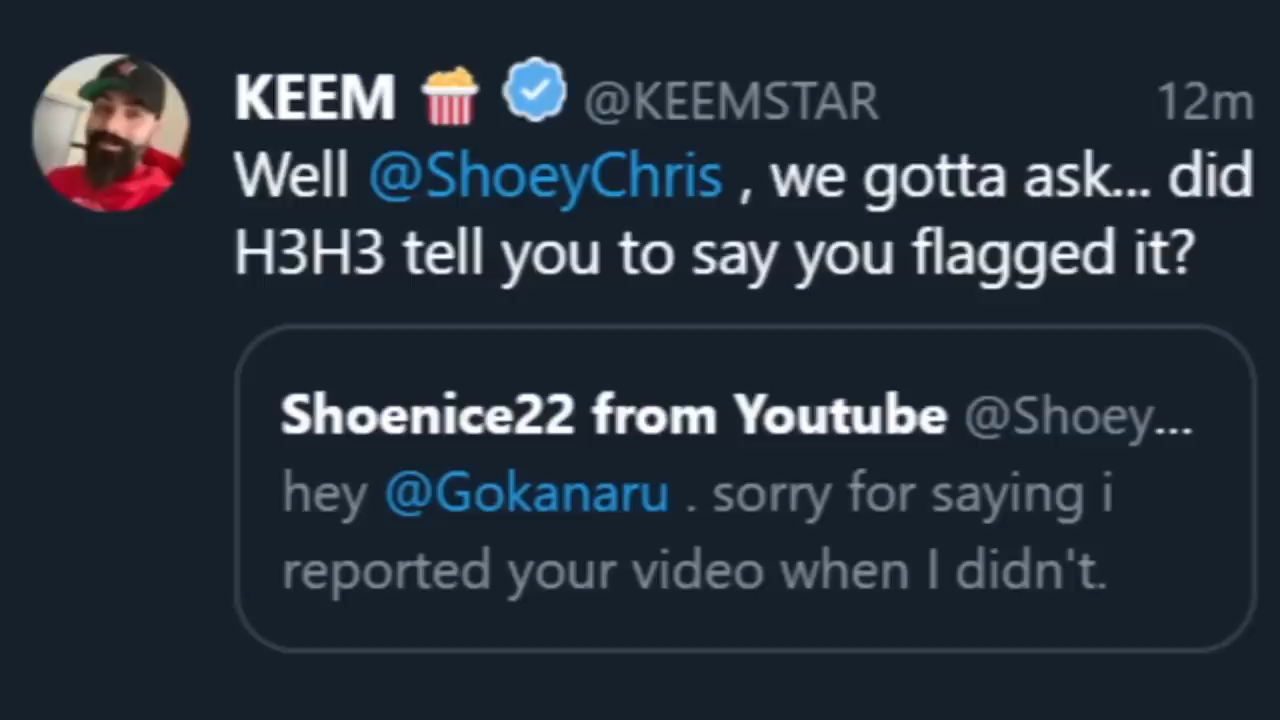 KEEM 🍿 @KEEMSTAR 12m
Well @ShoeyChris , we gotta ask... did
H3H3 tell you to say you flagged it?
Shoenice22 from Youtube @Shoey...
hey @Gokanaru . sorry for saying i
reported your video when I didn't.